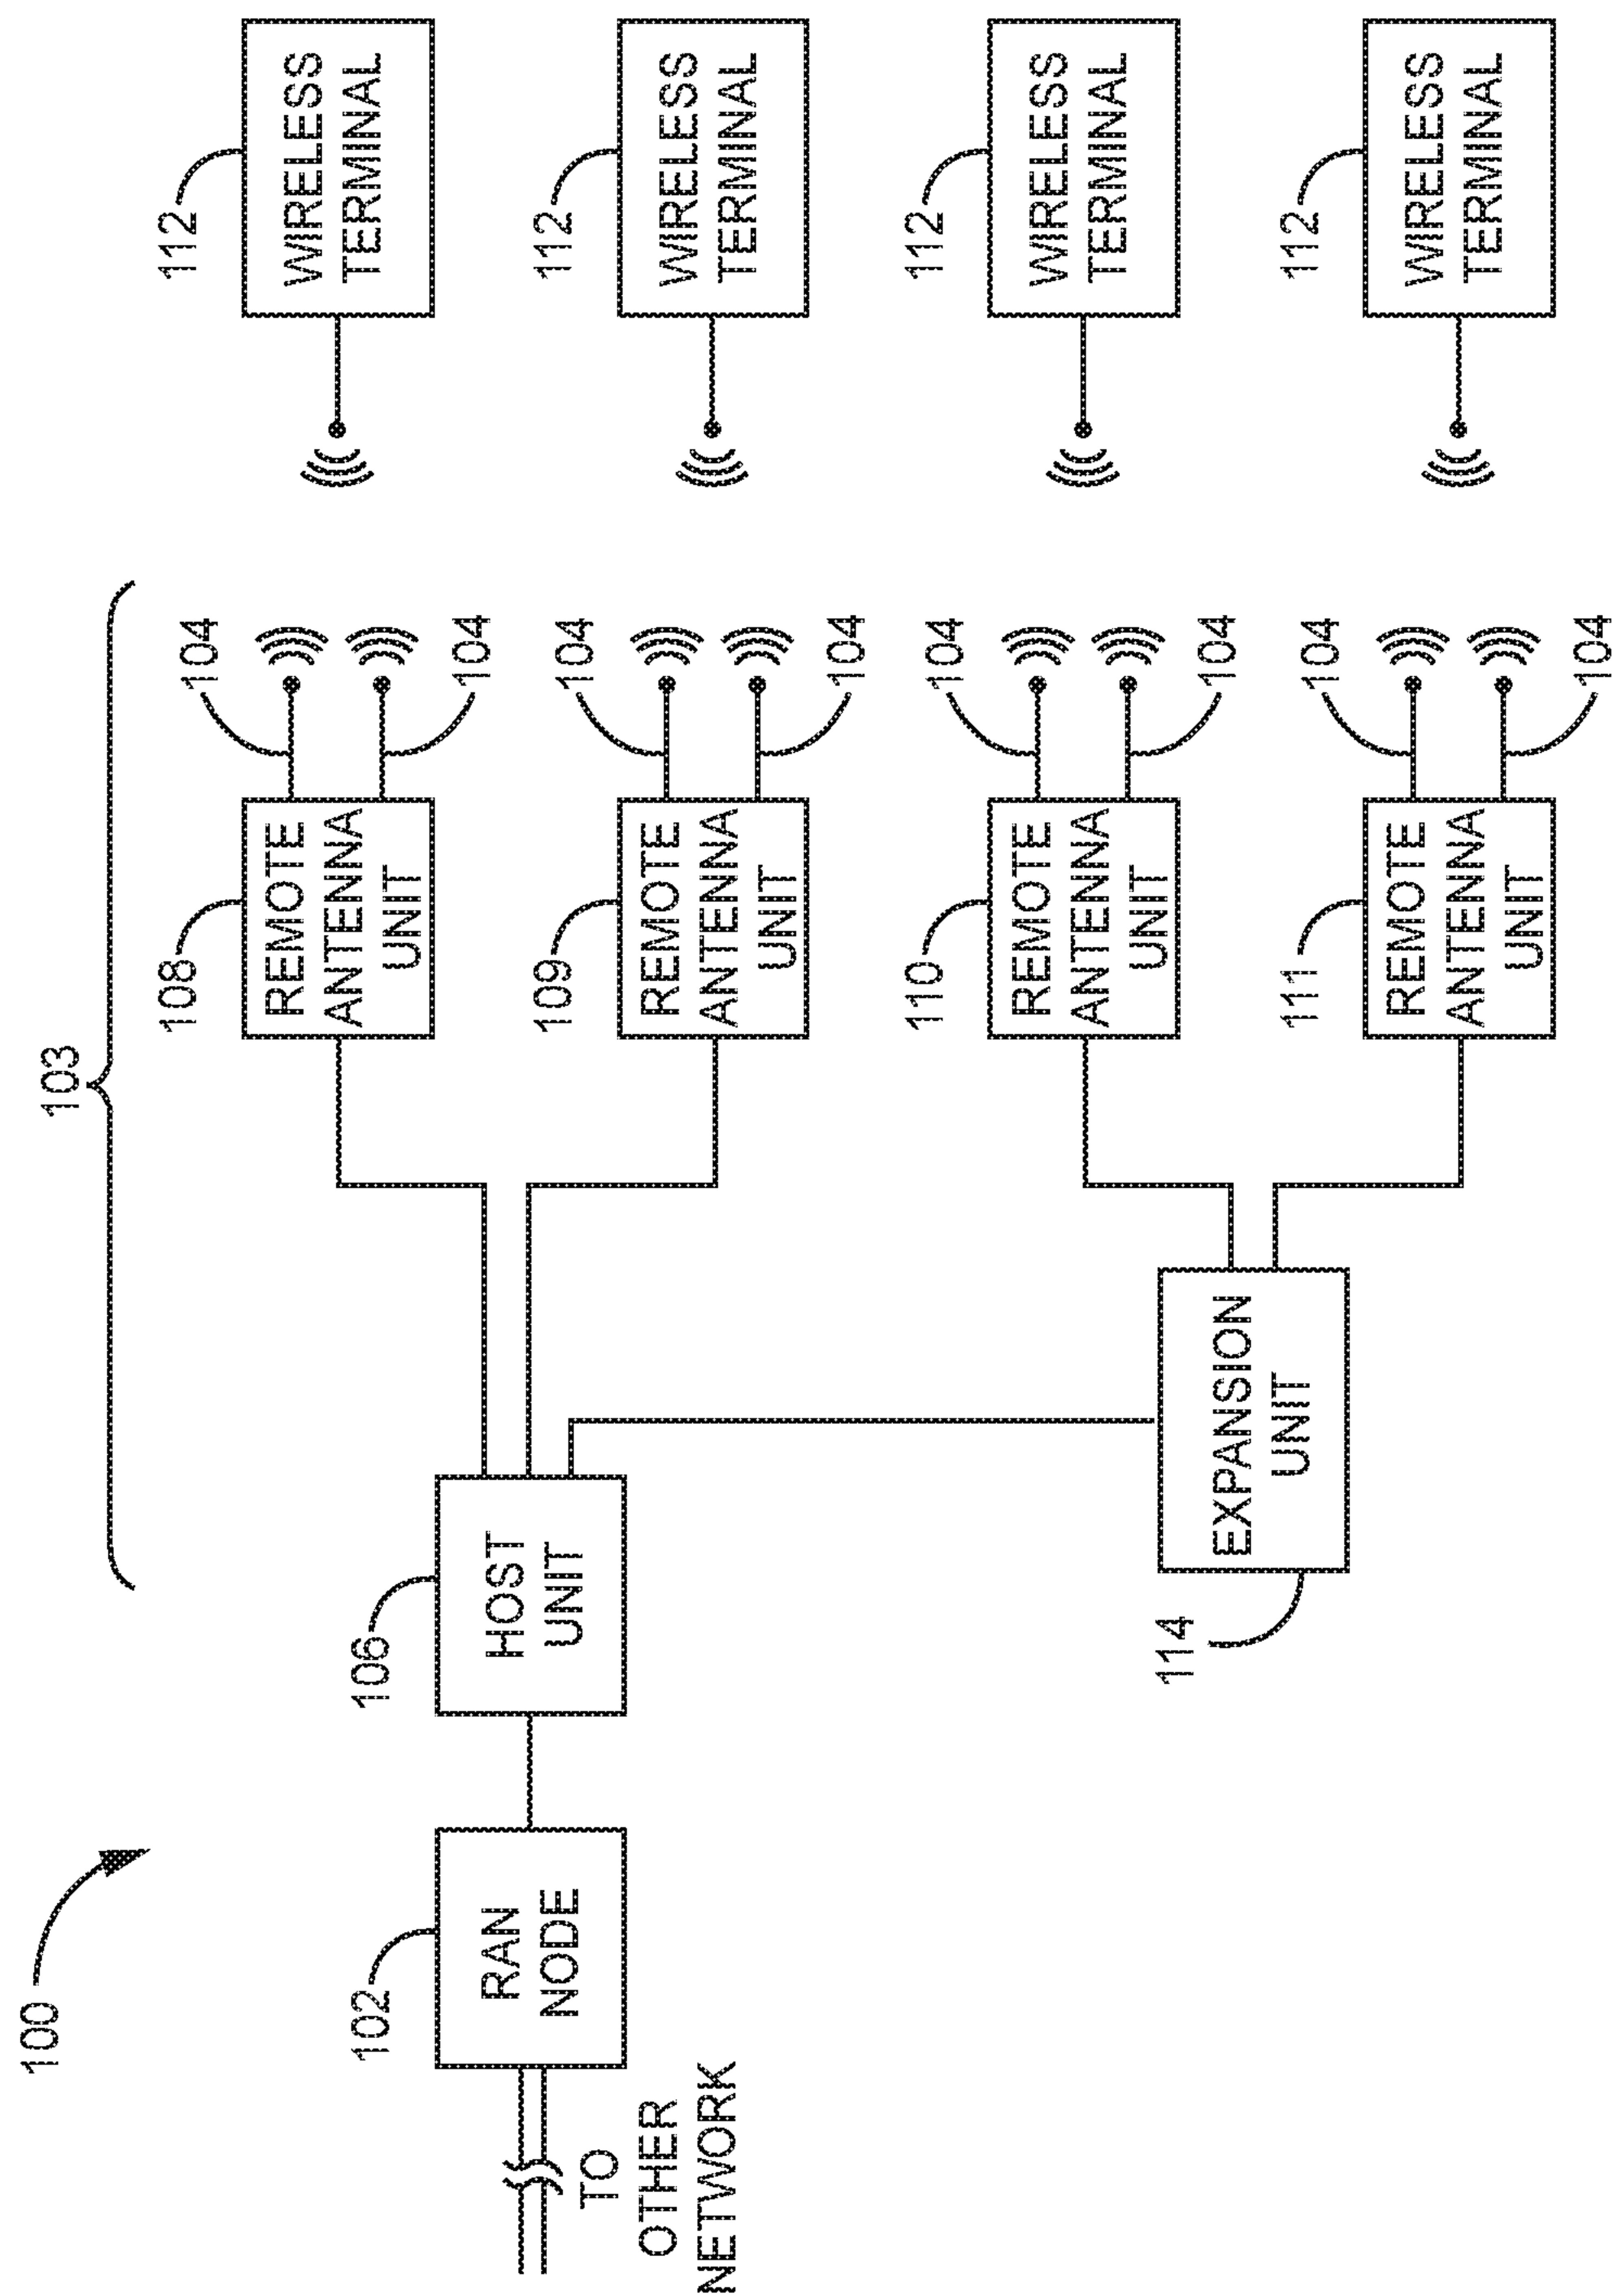 100
103
102
RAN
NODE
TO
OTHER
NETWORK
106
HOST
UNIT
114
EXPANSION
UNIT
108
REMOTE
ANTENNA
UNIT
104
104
109
REMOTE
ANTENNA
UNIT
104
104
110
REMOTE
ANTENNA
UNIT
104
104
111
REMOTE
ANTENNA
UNIT
104
104
112
WIRELESS
TERMINAL
112
WIRELESS
TERMINAL
112
WIRELESS
TERMINAL
112
WIRELESS
TERMINAL